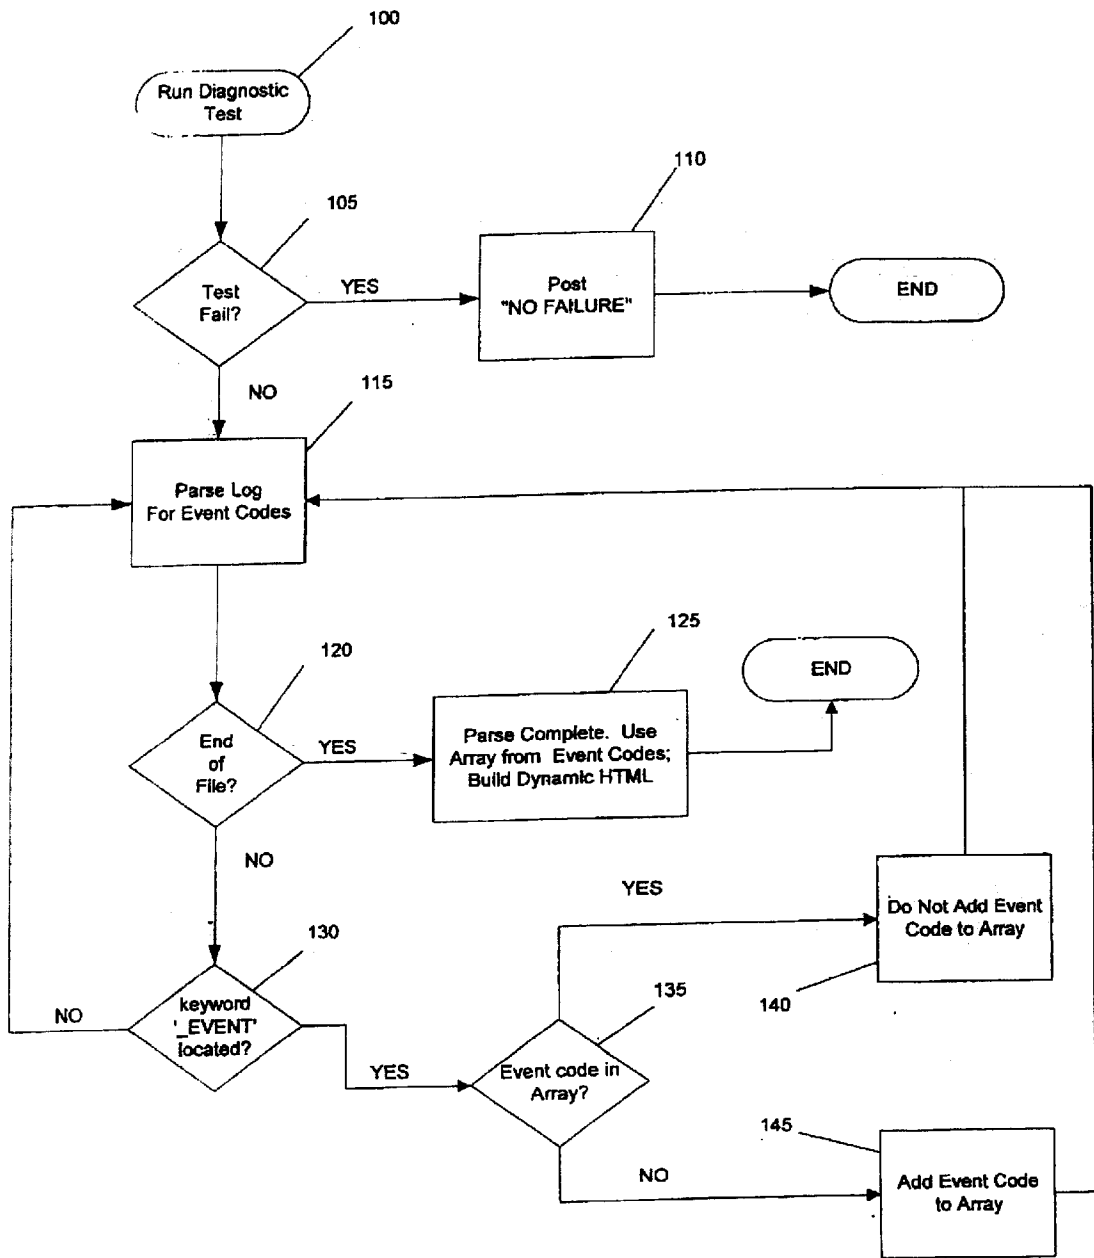 100
Run Diagnostic
Test
110
105
Test
Fail?
YES
Post
"NO FAILURE"
END
NO
115
Parse Log
For Event Codes
125
120
END
End
of
File?
YES
Parse Complete. Use
Array from Event Codes;
Build Dynamic HTML
NO
YES
Do Not Add Event
Code to Array
130
135
140
NO
keyword
'_EVENT'
located?
YES
Event code in
Array?
145
NO
Add Event Code
to Array